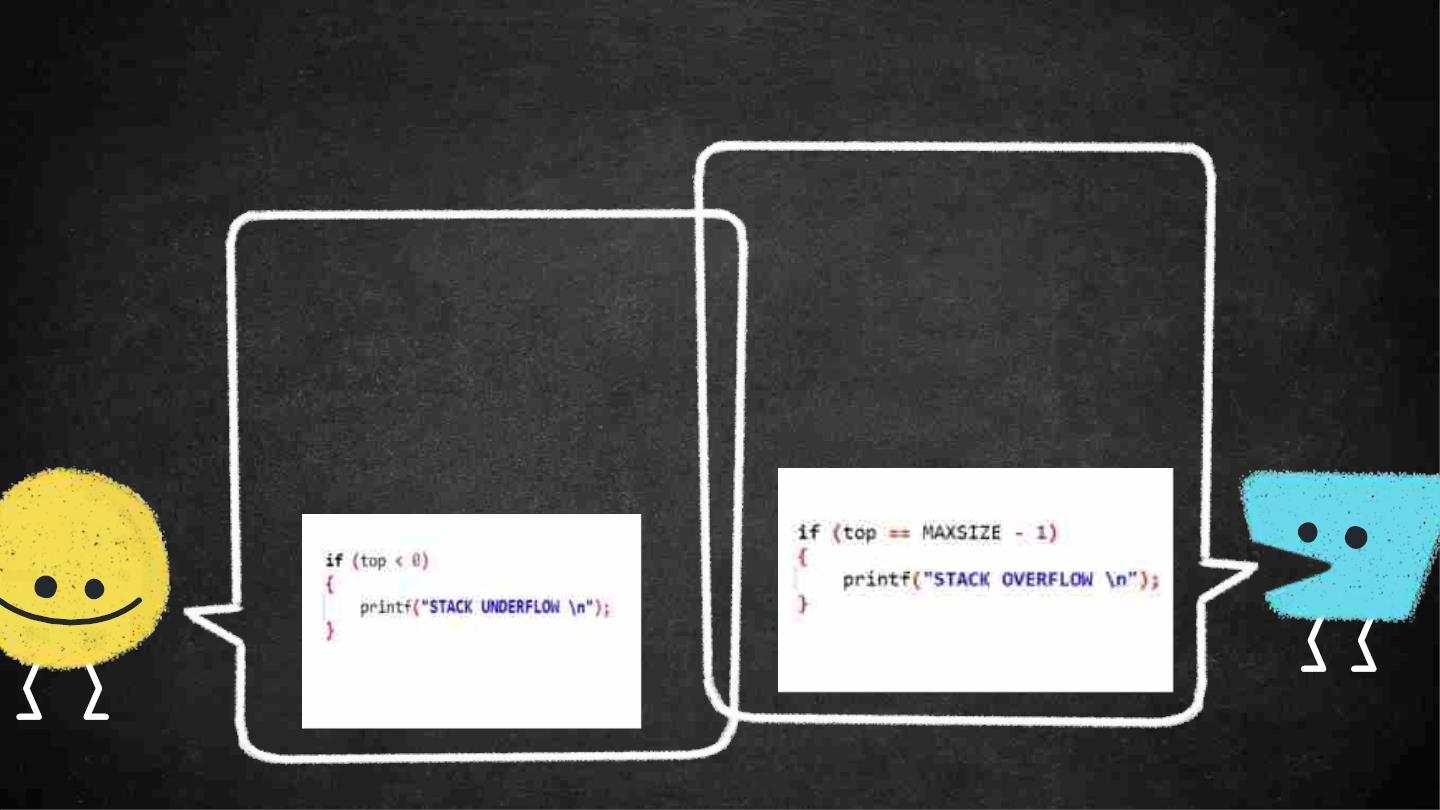 if (top < 0)
{
    printf("STACK UNDERFLOW \n");
}
if (top == MAXSIZE - 1)
{
    printf("STACK OVERFLOW \n");
}